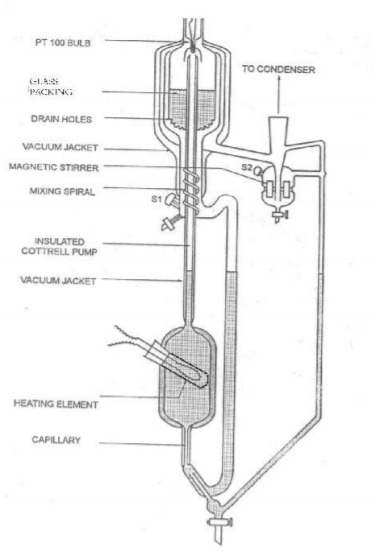 PT 100 BULB
TO CONDENSER
GLASS
PACKING
DRAIN HOLES
VACUUM JACKET
MAGNETIC STIRRER
S2
MIXING SPIRAL
S1
INSULATED
COTTRELL PUMP
VACUUM JACKET
HEATING ELEMENT
CAPILLARY